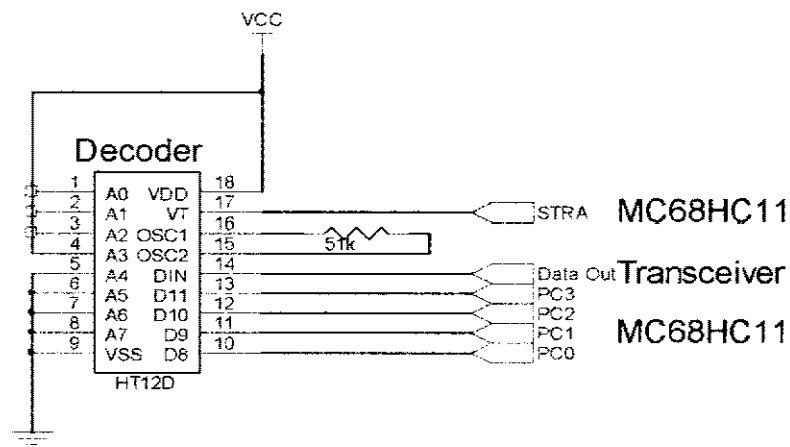 VCC
Decoder
1 A0 VDD 18
2 A1 VT 17 STRA MC68HC11
3 A2 OSC1 16 51k
4 A3 OSC2 15
5 A4 DIN 14 Data Out Transceiver
6 A5 D11 13 PC3
7 A6 D10 12 PC2
8 A7 D9 11 PC1 MC68HC11
9 VSS D8 10 PC0
HT12D